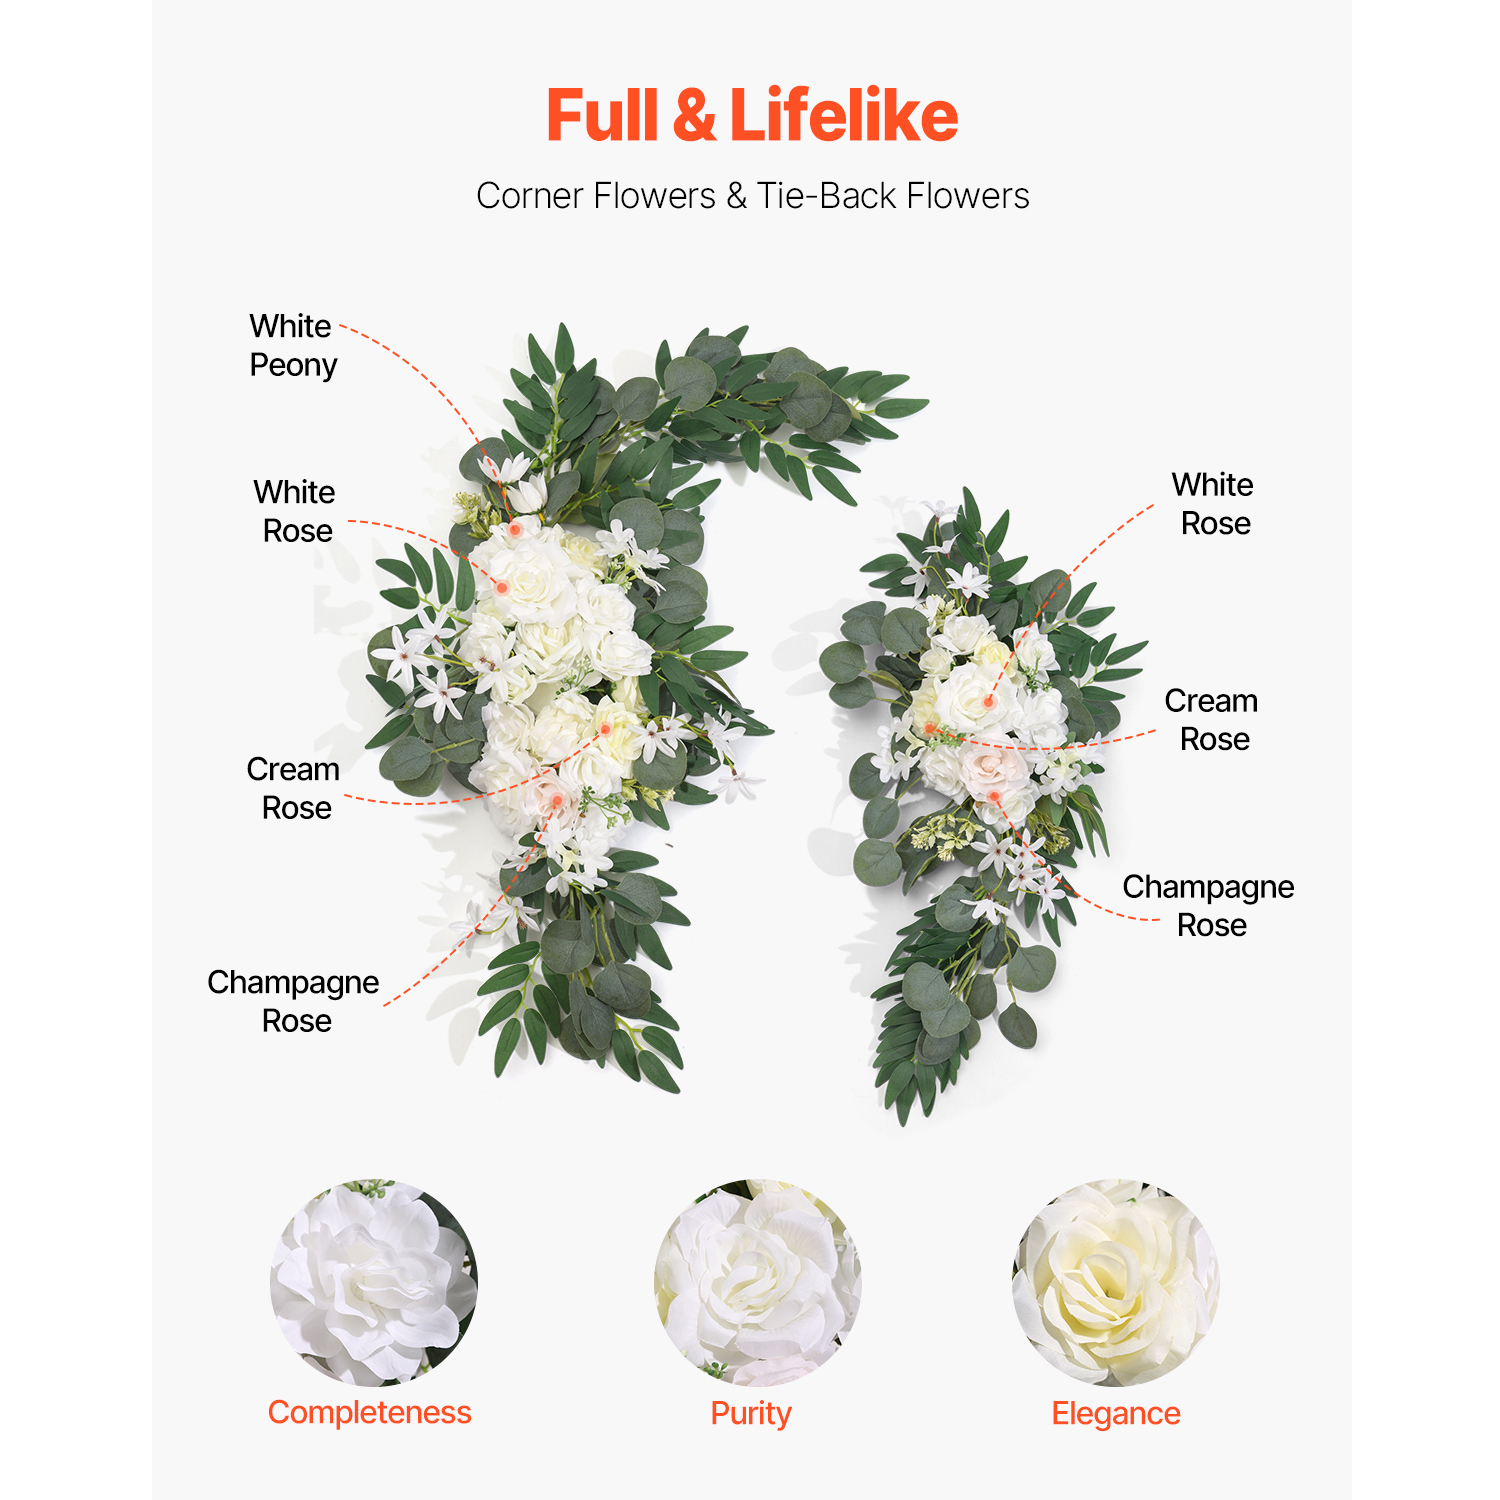 Full & Lifelike
Corner Flowers & Tie-Back Flowers
White
Peony
White
Rose
Cream
Rose
Champagne
Rose
White
Rose
Cream
Rose
Champagne
Rose
Completeness
Purity
Elegance